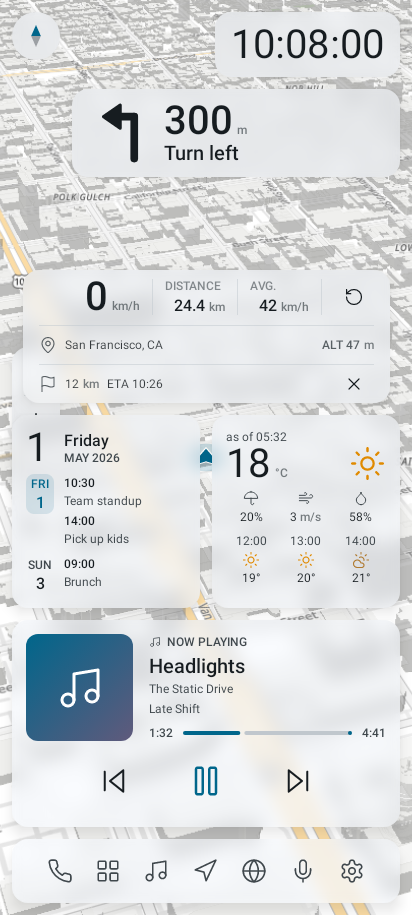 10:08:00
NOB HILL
300 m
Turn left
POLK GULCH
0 km/h
DISTANCE
24.4 km
AVG.
42 km/h
San Francisco, CA
ALT 47 m
12 km ETA 10:26
1
Friday
MAY 2026
FRI
1
10:30
Team standup
14:00
Pick up kids
SUN
3
09:00
Brunch
as of 05:32
18 °C
20%
3 m/s
58%
12:00
13:00
14:00
19°
20°
21°
Van
NOW PLAYING
Headlights
The Static Drive
Late Shift
1:32
4:41